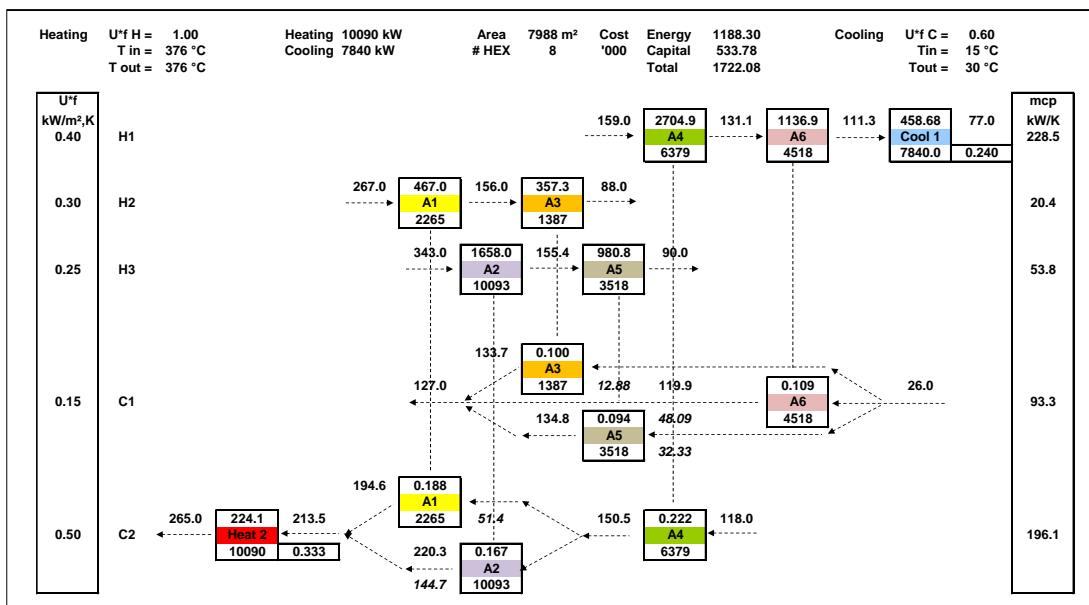 Heating U*f H = 1.00 Heating 10090 kW Area 7988 m² Cost Energy 1188.30 Cooling U*f C = 0.60
T in = 376 °C Cooling 7840 kW # HEX 8 '000 Capital 533.78 Tin = 15 °C
T out = 376 °C Total 1722.08 Tout = 30 °C
U*f mcp
kW/m²,K 159.0 2704.9 131.1 1136.9 111.3 458.68 77.0 kW/K
0.40 H1 A4 A6 Cool 1 228.5
6379 4518 7840.0 0.240
267.0 467.0 156.0 357.3 88.0
0.30 H2 A1 A3 20.4
2265 1387
343.0 1658.0 155.4 980.8 90.0
0.25 H3 A2 A5 53.8
10093 3518
133.7 0.100
A3
127.0 1387 12.88 119.9 0.109 26.0
0.15 C1 A6 93.3
134.8 0.094 48.09 4518
A5
3518 32.33
194.6 0.188
A1
265.0 224.1 213.5 2265 51.4 150.5 0.222 118.0
0.50 C2 Heat 2 A4 196.1
10090 0.333 220.3 0.167 6379
A2
144.7 10093